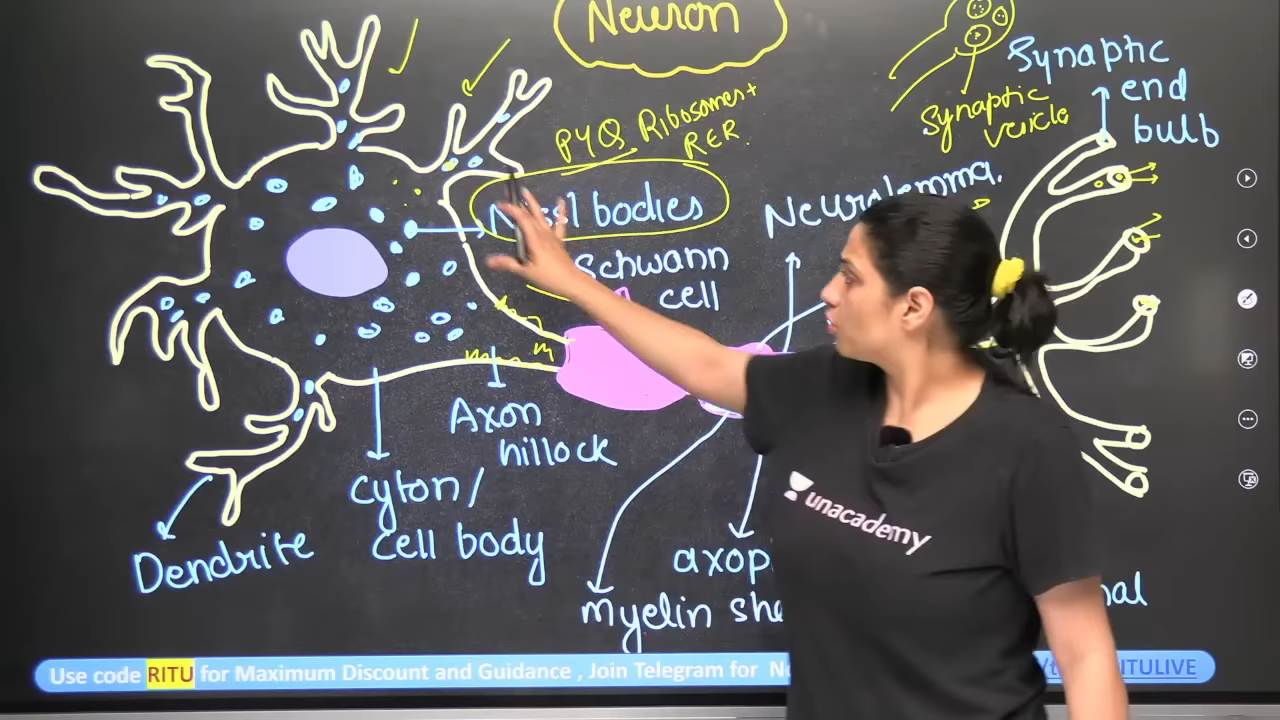 Neuron
Synaptic
end
bulb
Synaptic
vesicle
PYQ Ribosomes+
RER.
Nissl bodies
Neurolemma.
Schwann
cell
Axon
hillock
Cyton/
Cell body
Dendrite
axop
myelin she
nal
unacademy
Use code RITU for Maximum Discount and Guidance , Join Telegram for
ITULIVE